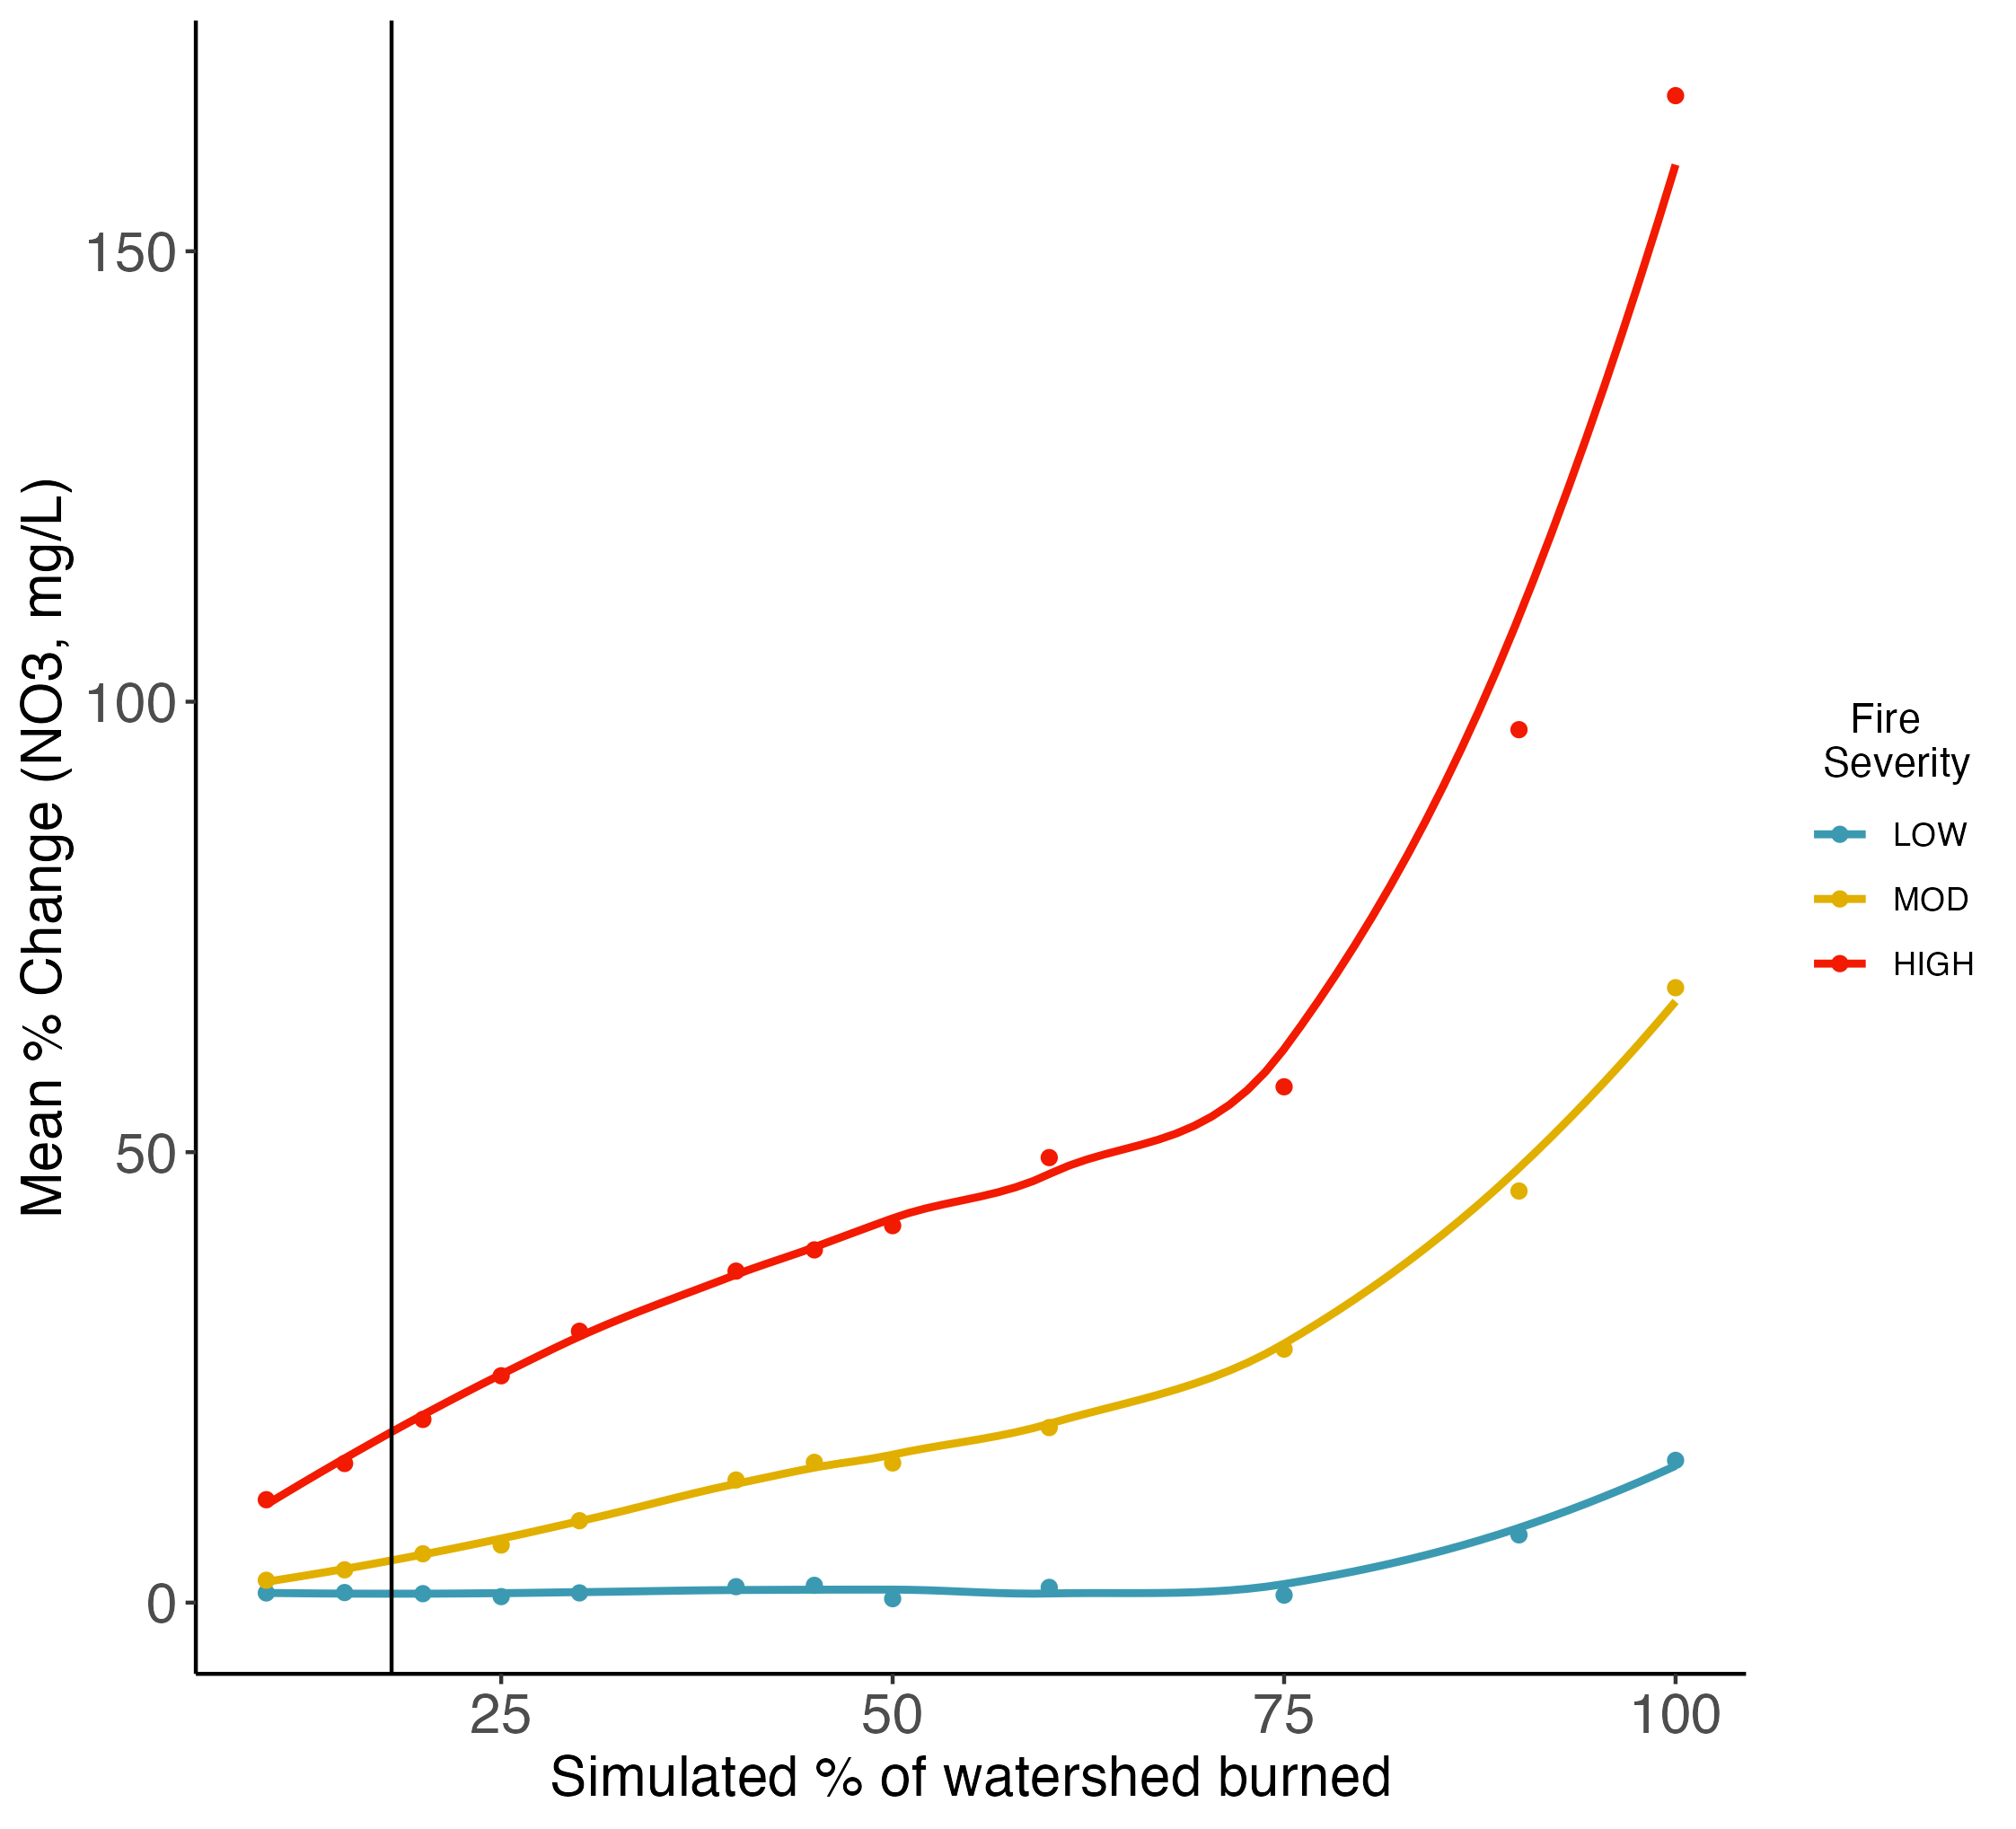 Mean % Change (NO3, mg/L)
150
100
50
0
25
50
75
100
Simulated % of watershed burned
Fire
Severity
LOW
MOD
HIGH